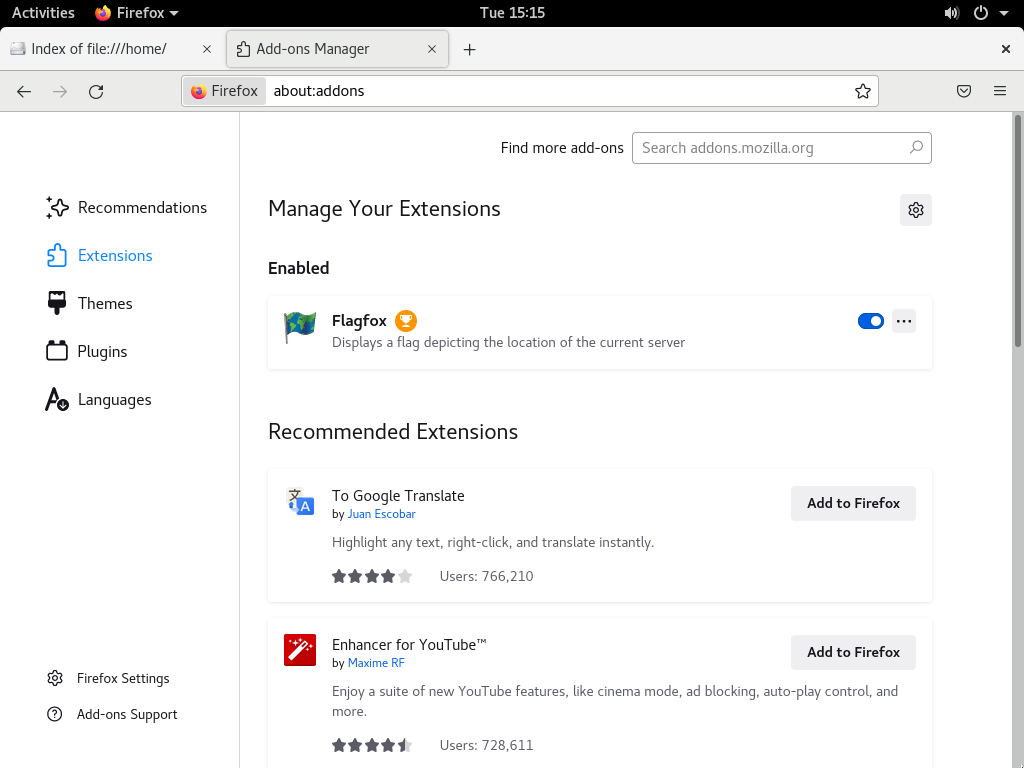 Activities
Firefox
Tue 15:15
Index of file:///home/
Add-ons Manager
Firefox
about:addons
Find more add-ons
Search addons.mozilla.org
Recommendations
Extensions
Themes
Plugins
Languages
Firefox Settings
Add-ons Support
Manage Your Extensions
Enabled
Flagfox
Displays a flag depicting the location of the current server
Recommended Extensions
To Google Translate
by Juan Escobar
Add to Firefox
Highlight any text, right-click, and translate instantly.
Users: 766,210
Enhancer for YouTube™
by Maxime RF
Add to Firefox
Enjoy a suite of new YouTube features, like cinema mode, ad blocking, auto-play control, and
more.
Users: 728,611